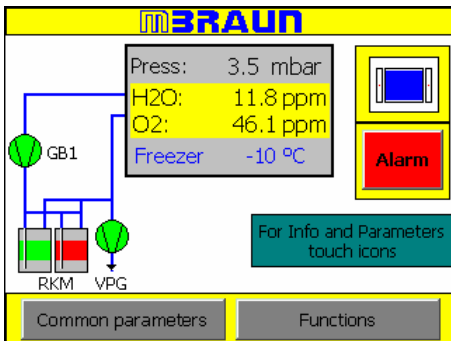 mBRAUN
Press: 3.5 mbar
H2O: 11.8 ppm
O2: 46.1 ppm
Freezer -10 ºC
GB1
Alarm
For Info and Parameters
touch icons
RKM VPG
Common parameters Functions